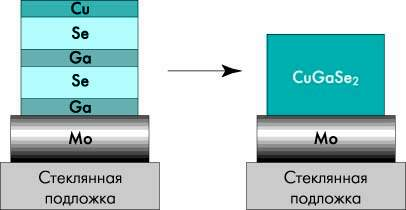 Cu
Se
Ga
Se
Ga
Mo
Стеклянная
подложка
CuGaSe₂
Mo
Стеклянная
подложка